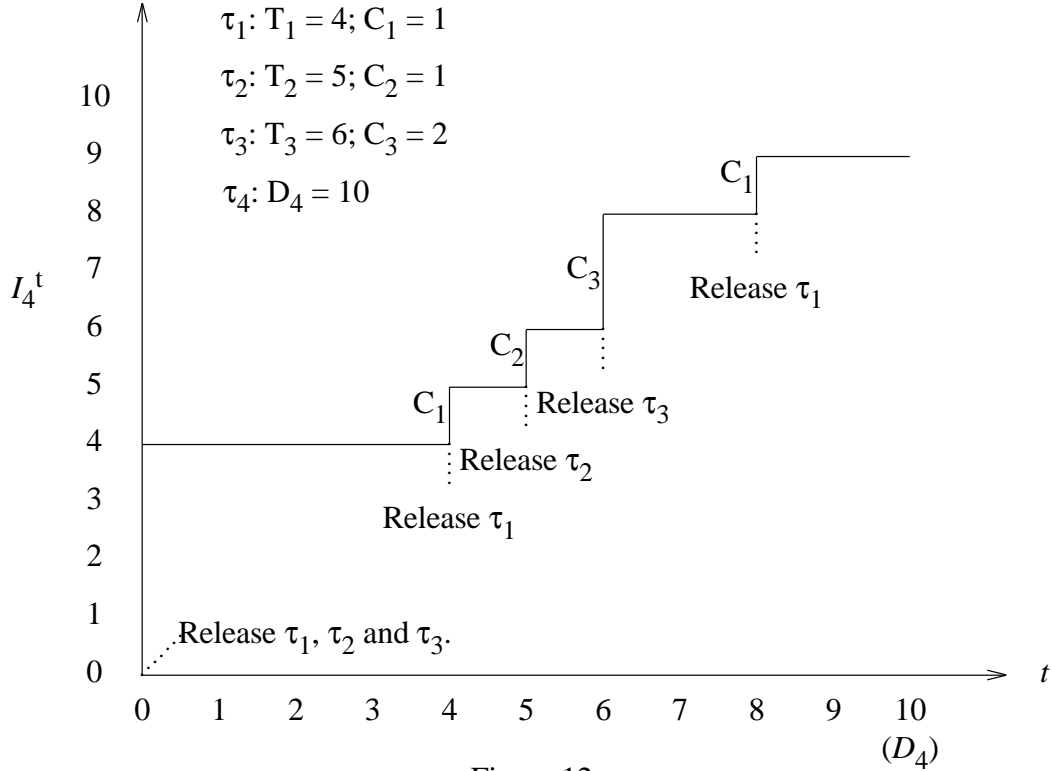 τ1: T1 = 4; C1 = 1
τ2: T2 = 5; C2 = 1
τ3: T3 = 6; C3 = 2
τ4: D4 = 10
10
9
8
7
6
5
4
3
2
1
0
I4^t
C1
C3
Release τ1
C2
Release τ3
C1
Release τ2
Release τ1
Release τ1, τ2 and τ3.
t
0 1 2 3 4 5 6 7 8 9 10
(D4)